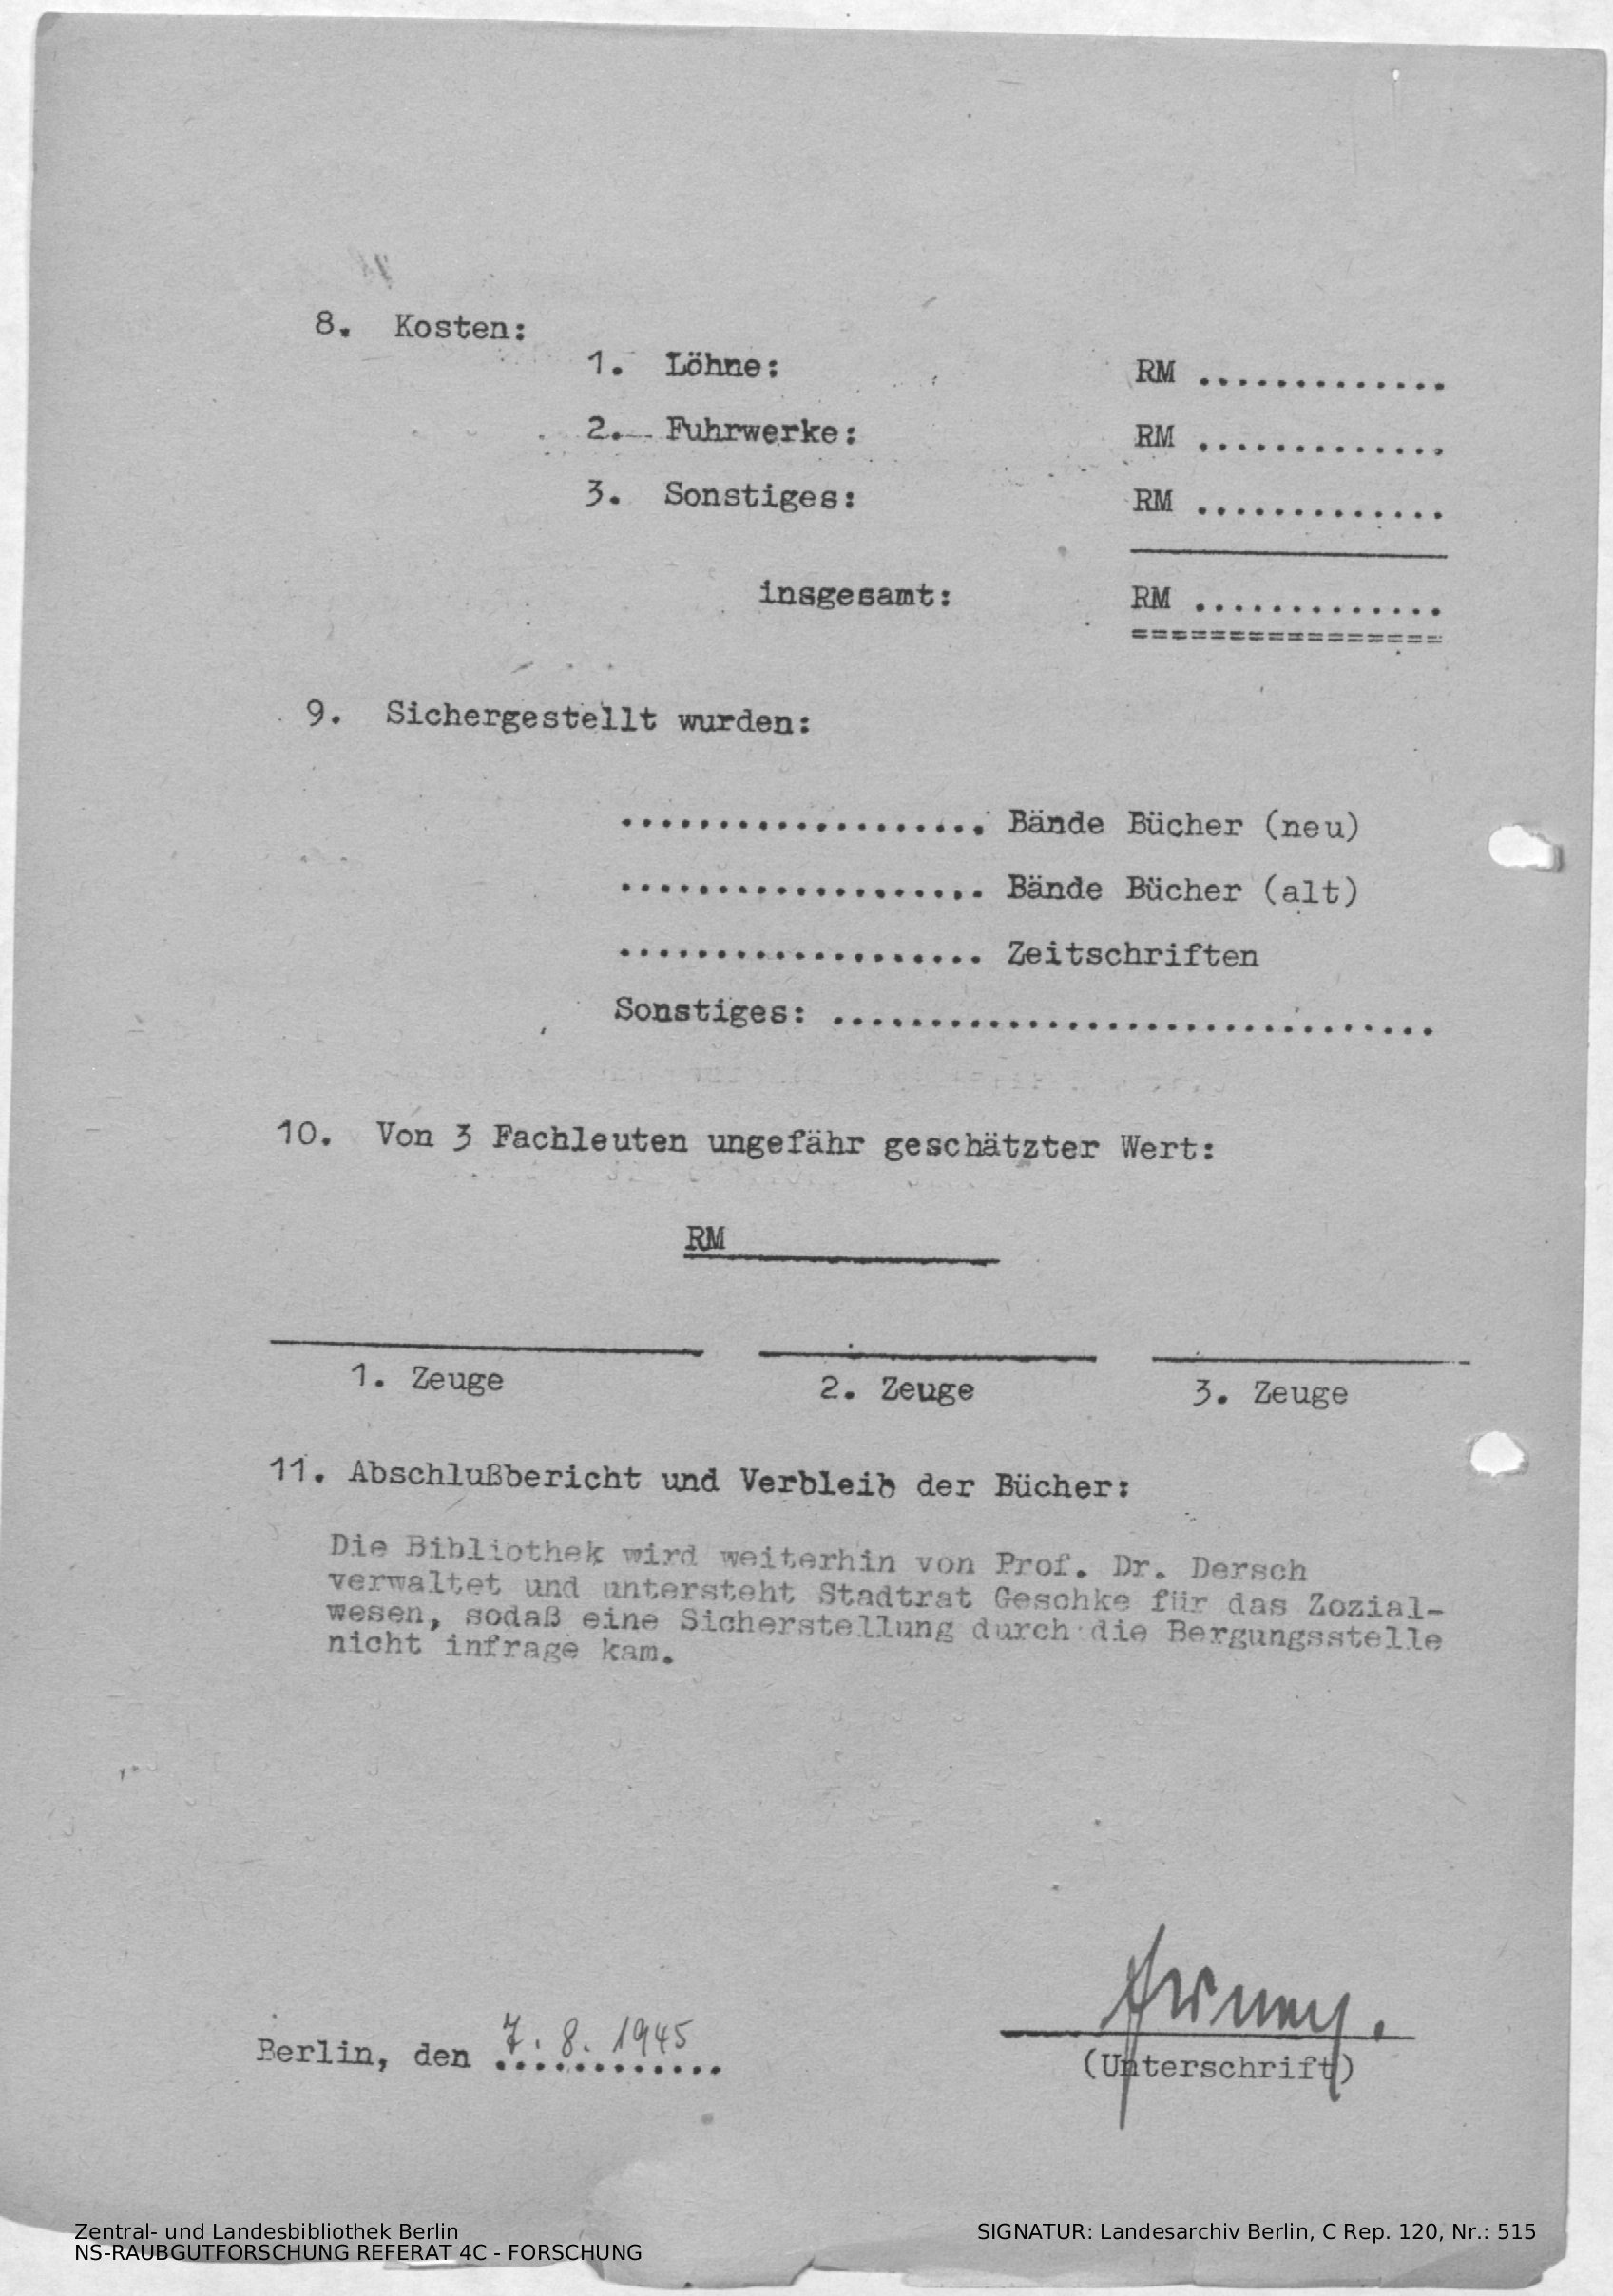 8. Kosten:
1. Löhne: RM .............
2. Fuhrwerke: RM .............
3. Sonstiges: RM .............
insgesamt: RM .............
================
9. Sichergestellt wurden:
................... Bände Bücher (neu)
................... Bände Bücher (alt)
................... Zeitschriften
Sonstiges: ...............................
10. Von 3 Fachleuten ungefähr geschätzter Wert:
RM
1. Zeuge 2. Zeuge 3. Zeuge
11. Abschlußbericht und Verbleib der Bücher:
Die Bibliothek wird weiterhin von Prof. Dr. Dersch
verwaltet und untersteht Stadtrat Geschke für das Zozial-
wesen, sodaß eine Sicherstellung durch die Bergungsstelle
nicht infrage kam.
Berlin, den 7. 8. 1945
(Unterschrift)
Zentral- und Landesbibliothek Berlin
NS-RAUBGUTFORSCHUNG REFERAT 4C - FORSCHUNG
SIGNATUR: Landesarchiv Berlin, C Rep. 120, Nr.: 515